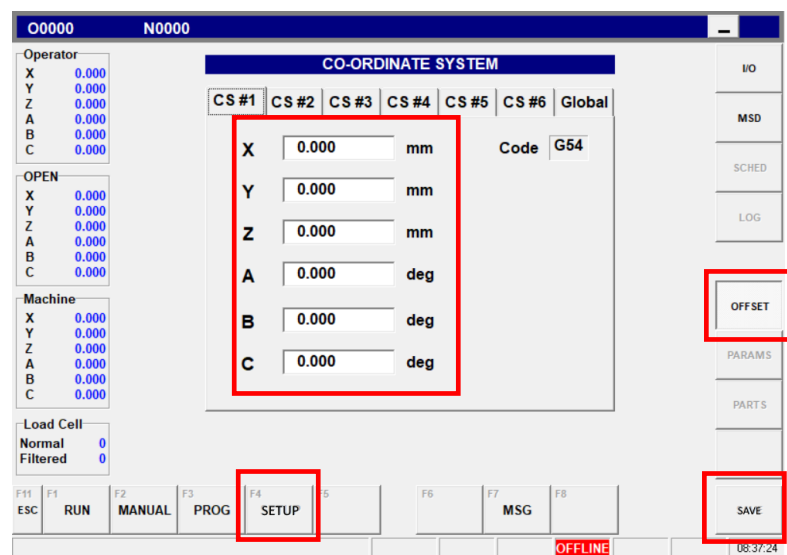 O0000 N0000
Operator
X 0.000
Y 0.000
Z 0.000
A 0.000
B 0.000
C 0.000
OPEN
X 0.000
Y 0.000
Z 0.000
A 0.000
B 0.000
C 0.000
Machine
X 0.000
Y 0.000
Z 0.000
A 0.000
B 0.000
C 0.000
Load Cell
Normal 0
Filtered 0
CO-ORDINATE SYSTEM
CS #1 CS #2 CS #3 CS #4 CS #5 CS #6 Global
X 0.000 mm Code G54
Y 0.000 mm
Z 0.000 mm
A 0.000 deg
B 0.000 deg
C 0.000 deg
I/O
MSD
SCHED
LOG
OFFSET
PARAMS
PARTS
F11 F1 F2 F3 F4 F5 F6 F7 F8
ESC RUN MANUAL PROG SETUP MSG SAVE
OFFLINE 08:37:24